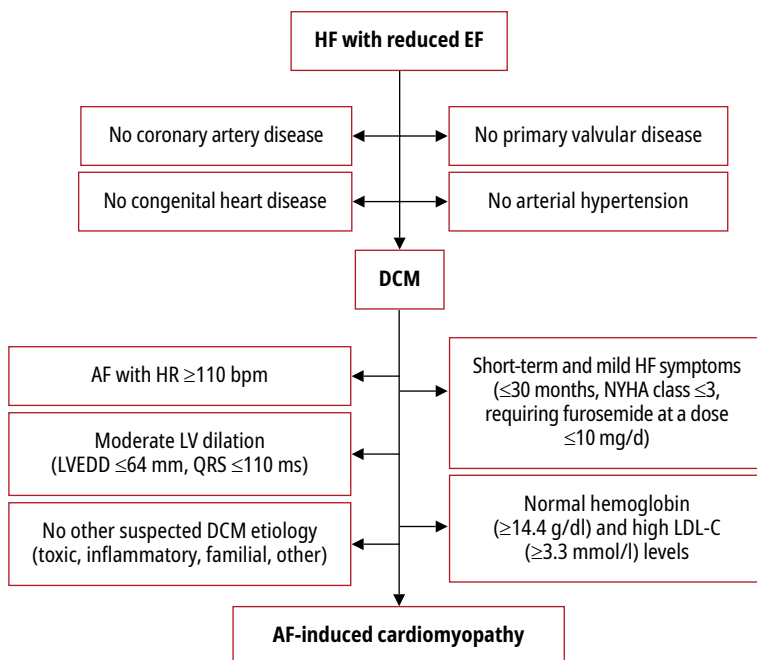 HF with reduced EF
No coronary artery disease
No primary valvular disease
No congenital heart disease
No arterial hypertension
DCM
AF with HR ≥110 bpm
Short-term and mild HF symptoms
(≤30 months, NYHA class ≤3,
requiring furosemide at a dose
≤10 mg/d)
Moderate LV dilation
(LVEDD ≤64 mm, QRS ≤110 ms)
Normal hemoglobin
(≥14.4 g/dl) and high LDL-C
(≥3.3 mmol/l) levels
No other suspected DCM etiology
(toxic, inflammatory, familial, other)
AF-induced cardiomyopathy